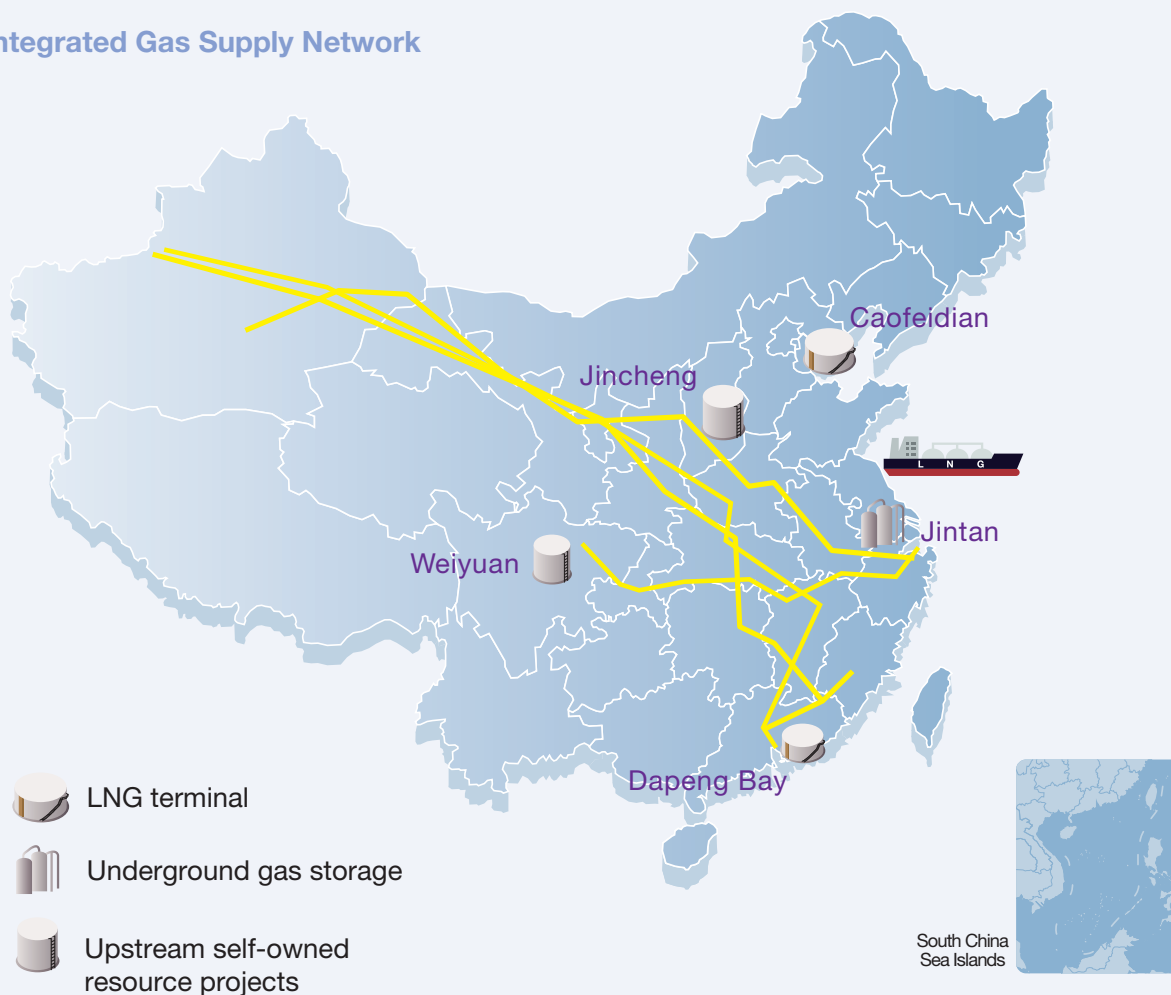 ntegrated Gas Supply Network
Caofeidian
Jincheng
L N G
Jintan
Weiyuan
Dapeng Bay
LNG terminal
Underground gas storage
Upstream self-owned
resource projects
South China
Sea Islands